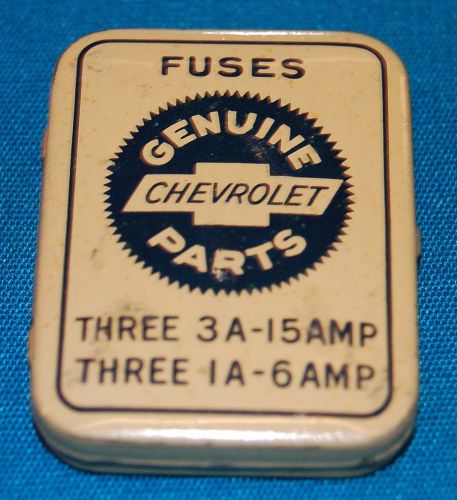 FUSES
GENUINE
CHEVROLET
PARTS
THREE 3A-15AMP
THREE 1A-6AMP